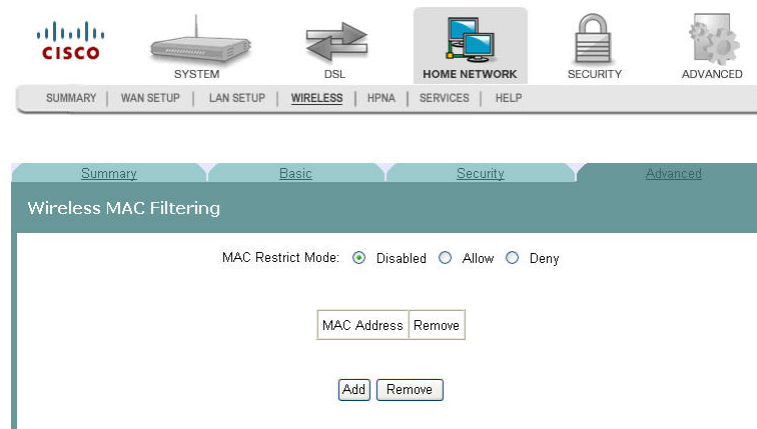 CISCO
SYSTEM DSL HOME NETWORK SECURITY ADVANCED
SUMMARY | WAN SETUP | LAN SETUP | WIRELESS | HPNA | SERVICES | HELP
Summary Basic Security Advanced
Wireless MAC Filtering
MAC Restrict Mode: Disabled Allow Deny
MAC Address Remove
Add Remove